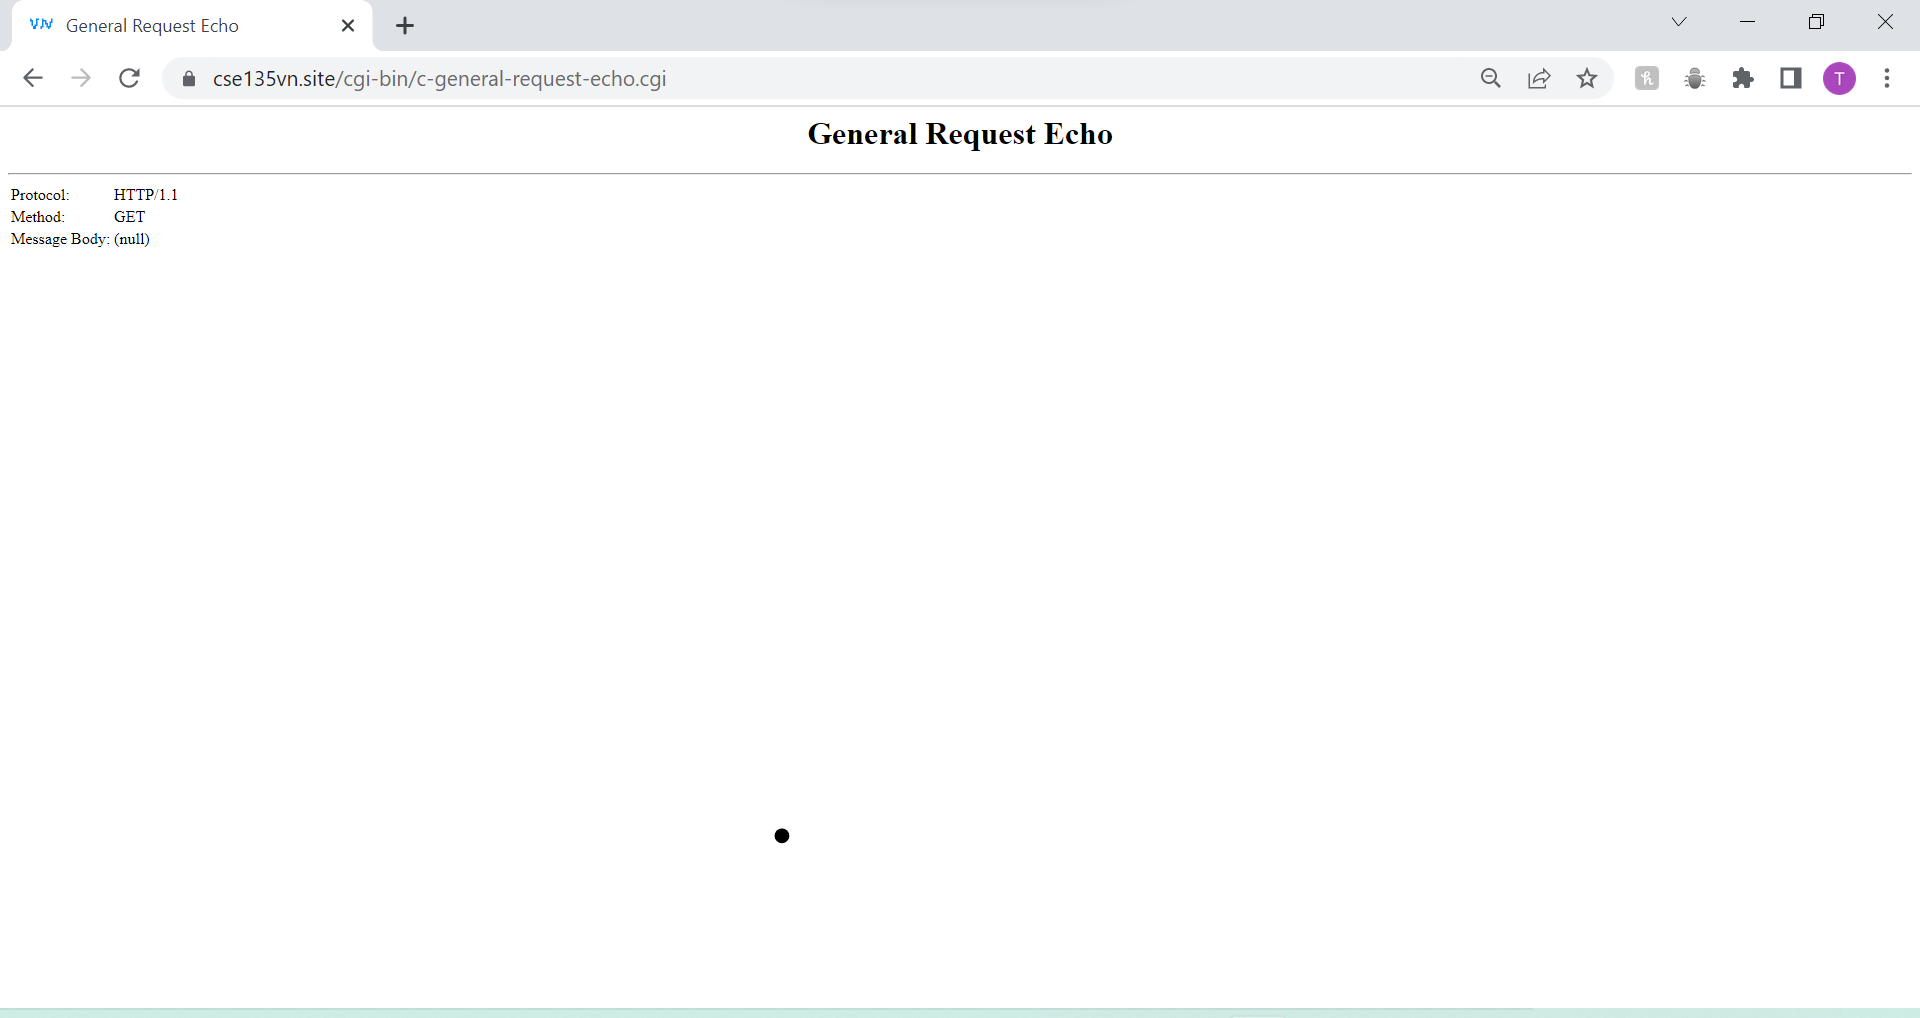 General Request Echo
cse135vn.site/cgi-bin/c-general-request-echo.cgi
T
General Request Echo
Protocol: HTTP/1.1
Method: GET
Message Body: (null)